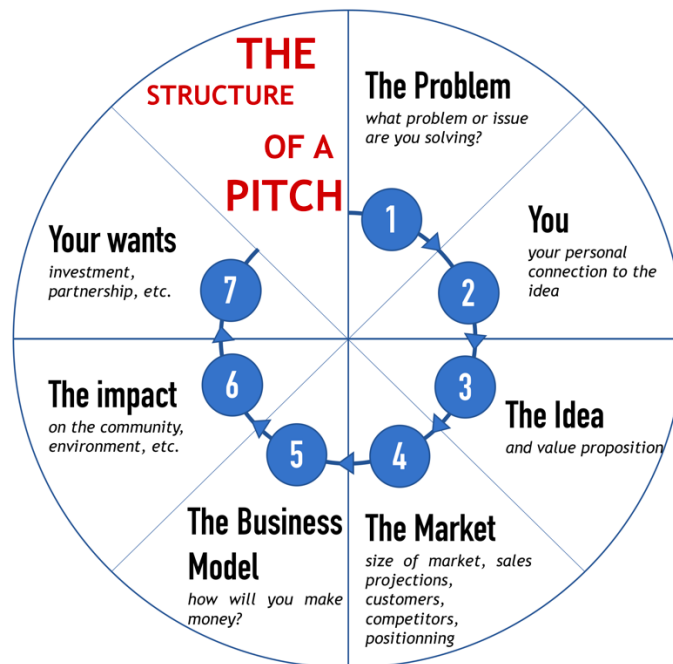 THE
STRUCTURE
OF A
PITCH
1
The Problem
what problem or issue
are you solving?
2
You
your personal
connection to the
idea
3
The Idea
and value proposition
4
The Market
size of market, sales
projections,
customers,
competitors,
positionning
5
The Business
Model
how will you make
money?
6
The impact
on the community,
environment, etc.
7
Your wants
investment,
partnership, etc.